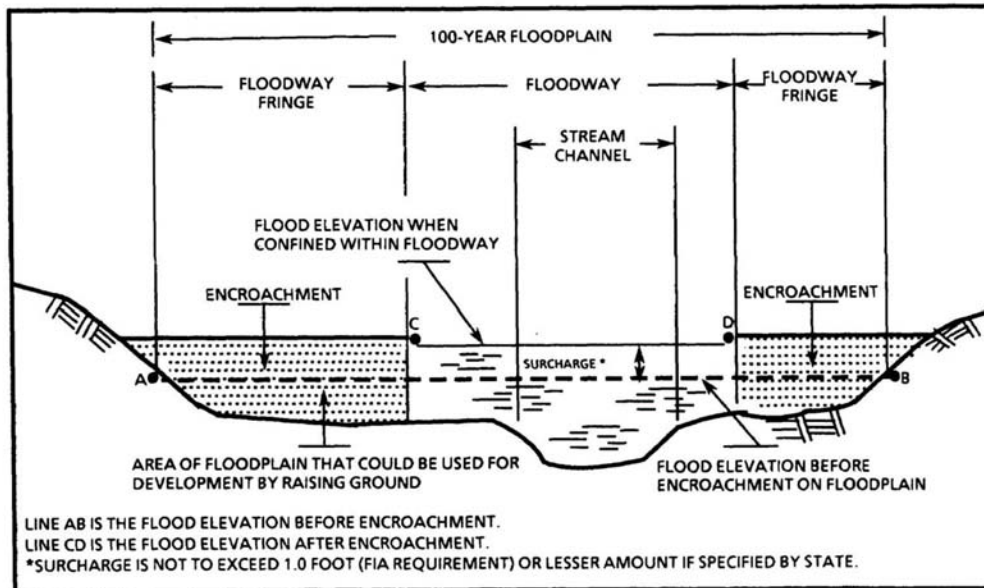 100-YEAR FLOODPLAIN
FLOODWAY
FRINGE
FLOODWAY
FLOODWAY
FRINGE
STREAM
CHANNEL
FLOOD ELEVATION WHEN
CONFINED WITHIN FLOODWAY
ENCROACHMENT
ENCROACHMENT
C
D
SURCHARGE *
A
B
AREA OF FLOODPLAIN THAT COULD BE USED FOR
DEVELOPMENT BY RAISING GROUND
FLOOD ELEVATION BEFORE
ENCROACHMENT ON FLOODPLAIN
LINE AB IS THE FLOOD ELEVATION BEFORE ENCROACHMENT.
LINE CD IS THE FLOOD ELEVATION AFTER ENCROACHMENT.
*SURCHARGE IS NOT TO EXCEED 1.0 FOOT (FIA REQUIREMENT) OR LESSER AMOUNT IF SPECIFIED BY STATE.